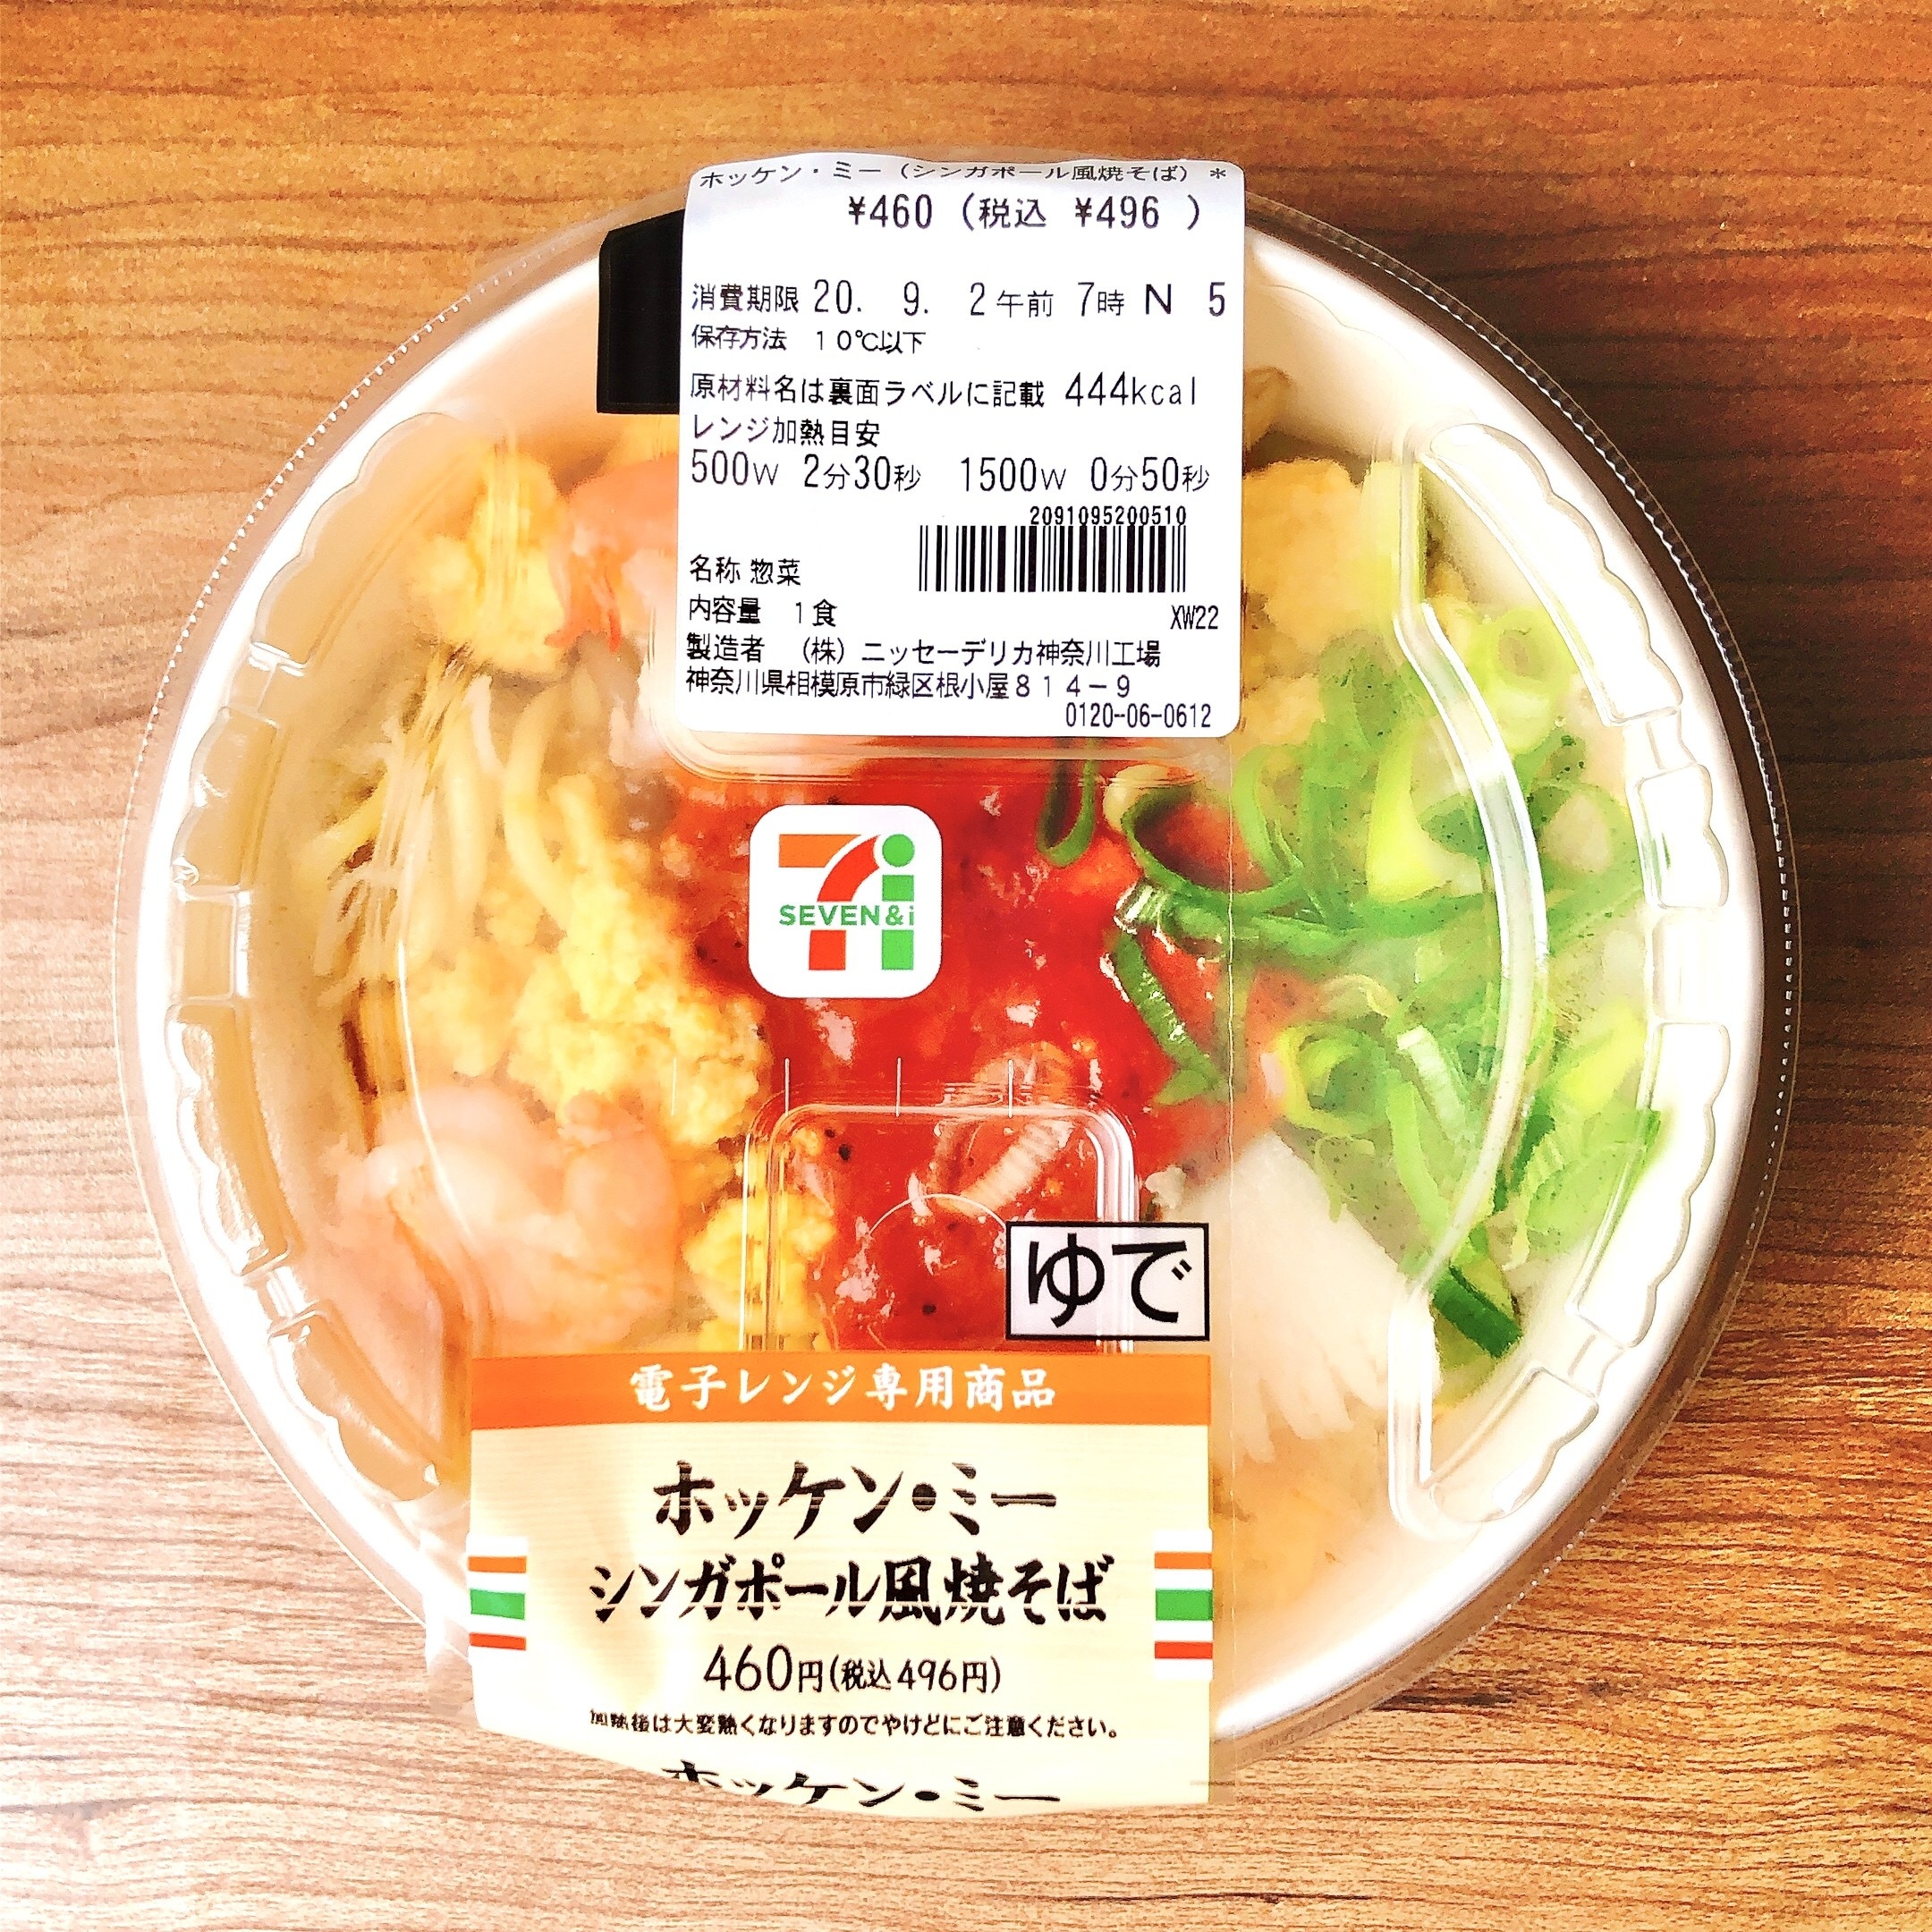 ホッケン・ミー（シンガポール風焼そば）＊
¥460（税込 ¥496 ）
消費期限 20. 9. 2午前 7時 N 5
保存方法 10℃以下
原材料名は裏面ラベルに記載 444kcal
レンジ加熱目安
500W 2分30秒 1500W 0分50秒
2091095200510
名称 惣菜
内容量 1食
XW22
製造者 （株）ニッセーデリカ神奈川工場
神奈川県相模原市緑区根小屋814－9
0120-06-0612
SEVEN&i
ゆで
電子レンジ専用商品
ホッケン・ミー
シンガポール風焼そば
460円(税込496円)
加熱後は大変熱くなりますのでやけどにご注意ください。
ホッケン・ミー